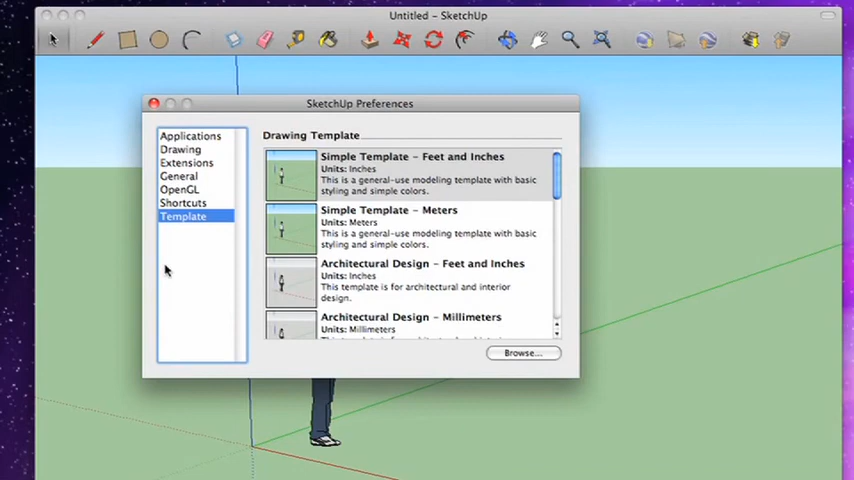 Untitled - SketchUp
SketchUp Preferences
Applications
Drawing
Extensions
General
OpenGL
Shortcuts
Template
Drawing Template
Simple Template - Feet and Inches
Units: Inches
This is a general-use modeling template with basic
styling and simple colors.
Simple Template - Meters
Units: Meters
This is a general-use modeling template with basic
styling and simple colors.
Architectural Design - Feet and Inches
Units: Inches
This template is for architectural and interior
design.
Architectural Design - Millimeters
Units: Millimeters
Browse...